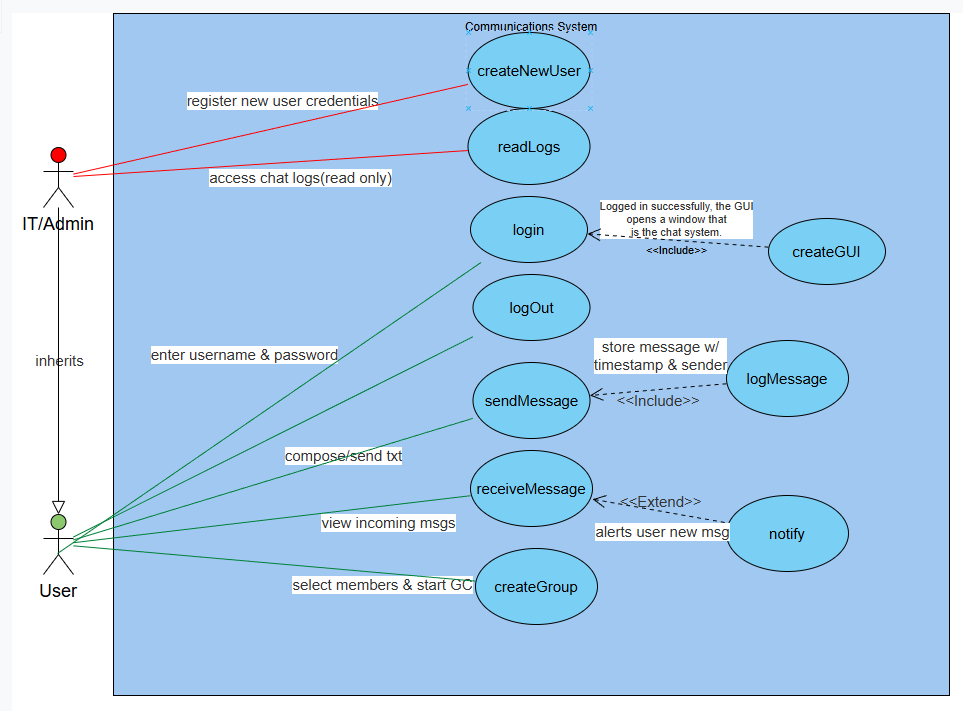 Communications System
createNewUser
register new user credentials
readLogs
access chat logs(read only)
IT/Admin
Logged in successfully, the GUI
opens a window that
is the chat system.
login
<<Include>>
createGUI
logOut
enter username & password
inherits
store message w/
timestamp & sender
logMessage
sendMessage
<<Include>>
compose/send txt
receiveMessage
<<Extend>>
view incoming msgs
alerts user new msg
notify
select members & start GC
createGroup
User